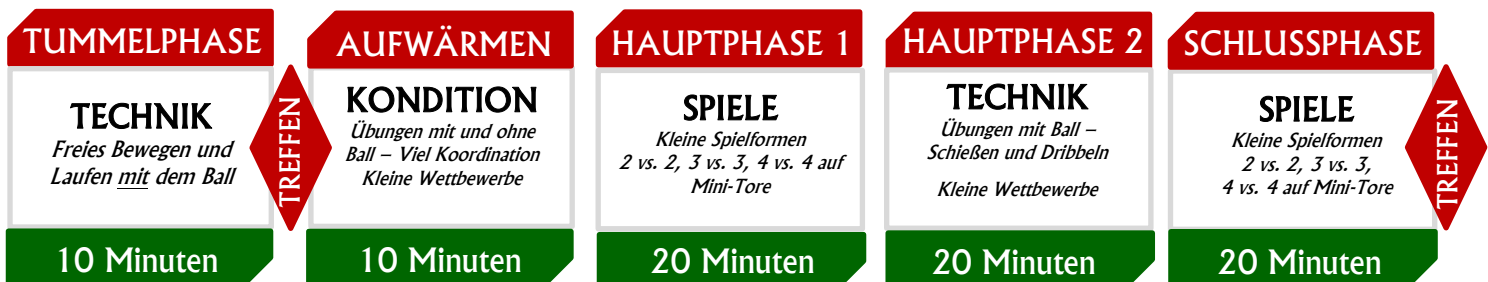 TUMMELPHASE
TECHNIK
Freies Bewegen und
Laufen mit dem Ball
10 Minuten
TREFFEN
AUFWÄRMEN
KONDITION
Übungen mit und ohne
Ball – Viel Koordination
Kleine Wettbewerbe
10 Minuten
HAUPTPHASE 1
SPIELE
Kleine Spielformen
2 vs. 2, 3 vs. 3, 4 vs. 4 auf
Mini-Tore
20 Minuten
HAUPTPHASE 2
TECHNIK
Übungen mit Ball –
Schießen und Dribbeln
Kleine Wettbewerbe
20 Minuten
SCHLUSSPHASE
SPIELE
Kleine Spielformen
2 vs. 2, 3 vs. 3,
4 vs. 4 auf Mini-Tore
20 Minuten
TREFFEN